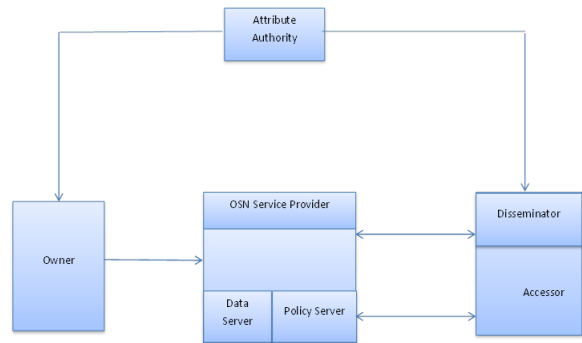 Attribute
Authority
OSN Service Provider
Disseminator
Owner
Accessor
Data
Server
Policy Server